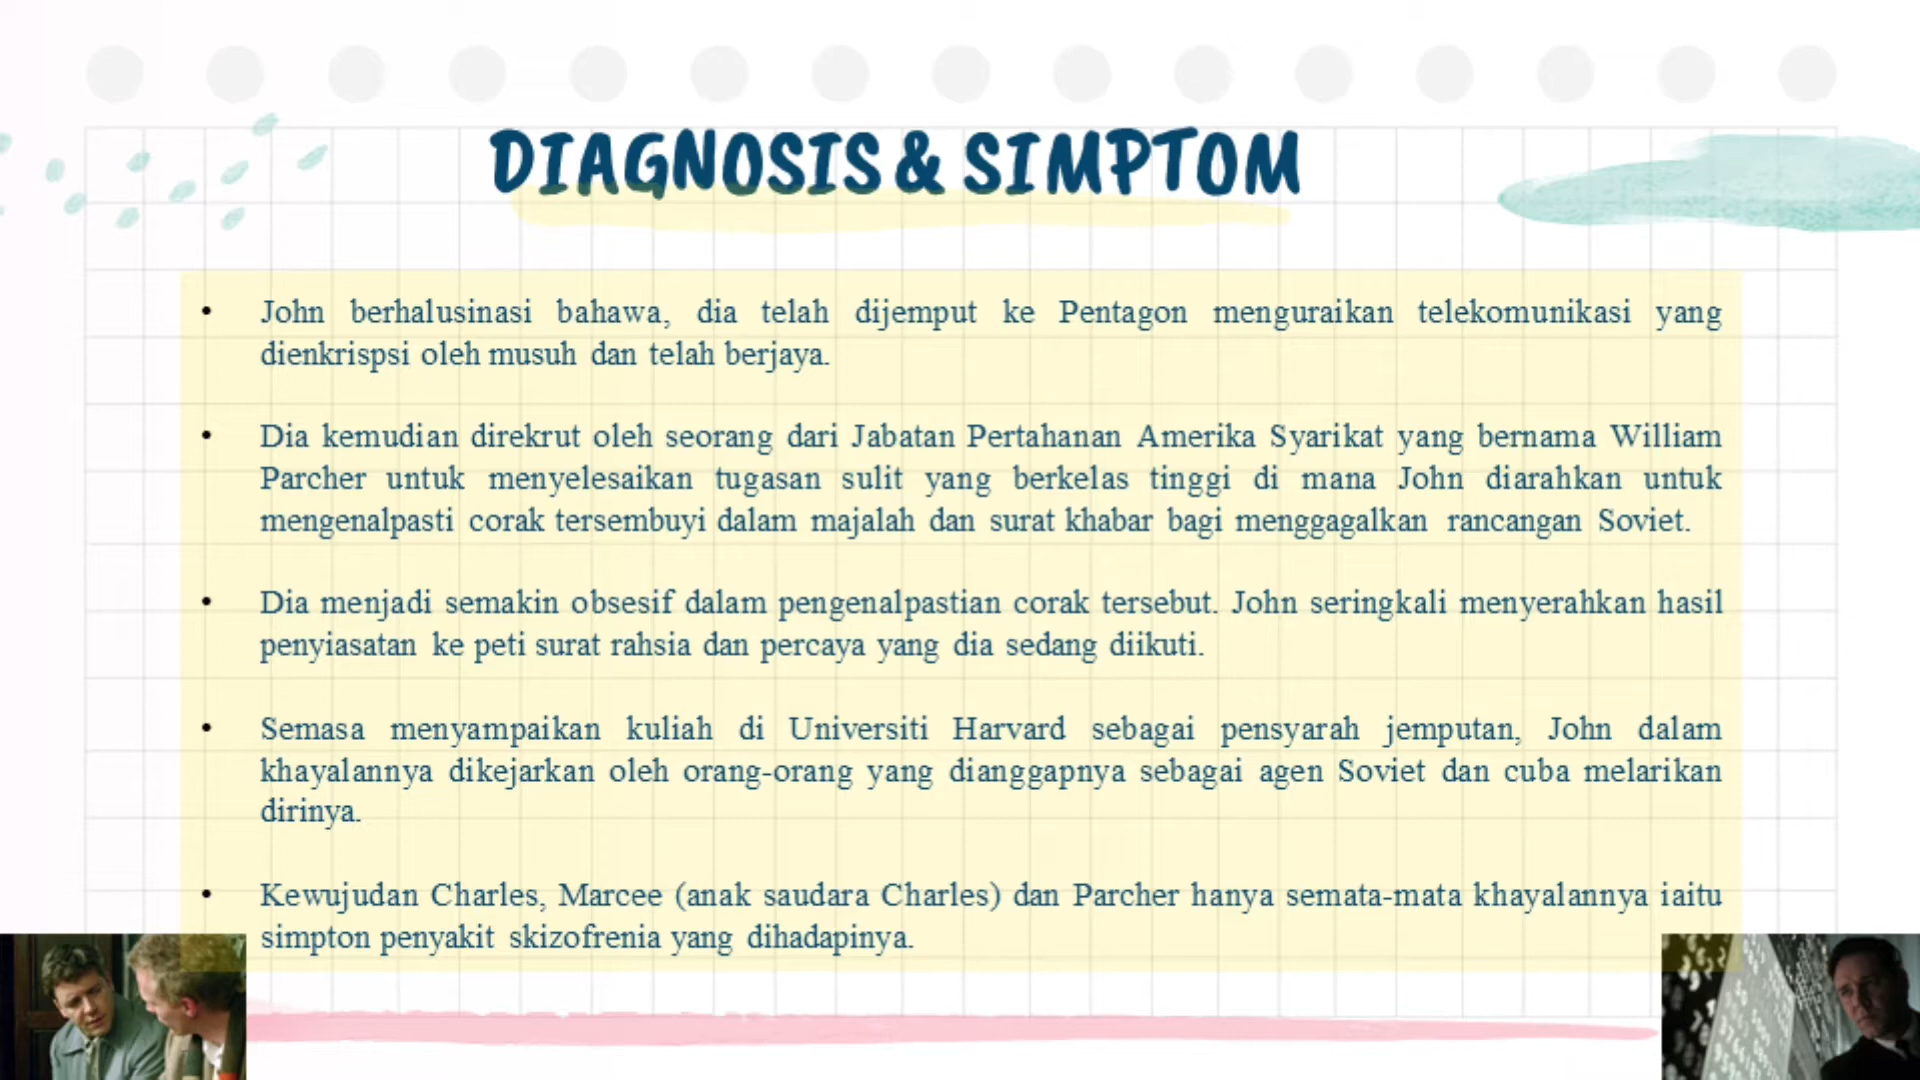 DIAGNOSIS & SIMPTOM
• John berhalusinasi bahawa, dia telah dijemput ke Pentagon menguraikan telekomunikasi yang
dienkrispsi oleh musuh dan telah berjaya.
• Dia kemudian direkrut oleh seorang dari Jabatan Pertahanan Amerika Syarikat yang bernama William
Parcher untuk menyelesaikan tugasan sulit yang berkelas tinggi di mana John diarahkan untuk
mengenalpasti corak tersembuyi dalam majalah dan surat khabar bagi menggagalkan rancangan Soviet.
• Dia menjadi semakin obsesif dalam pengenalpastian corak tersebut. John seringkali menyerahkan hasil
penyiasatan ke peti surat rahsia dan percaya yang dia sedang diikuti.
• Semasa menyampaikan kuliah di Universiti Harvard sebagai pensyarah jemputan, John dalam
khayalannya dikejarkan oleh orang-orang yang dianggapnya sebagai agen Soviet dan cuba melarikan
dirinya.
• Kewujudan Charles, Marcee (anak saudara Charles) dan Parcher hanya semata-mata khayalannya iaitu
simpton penyakit skizofrenia yang dihadapinya.